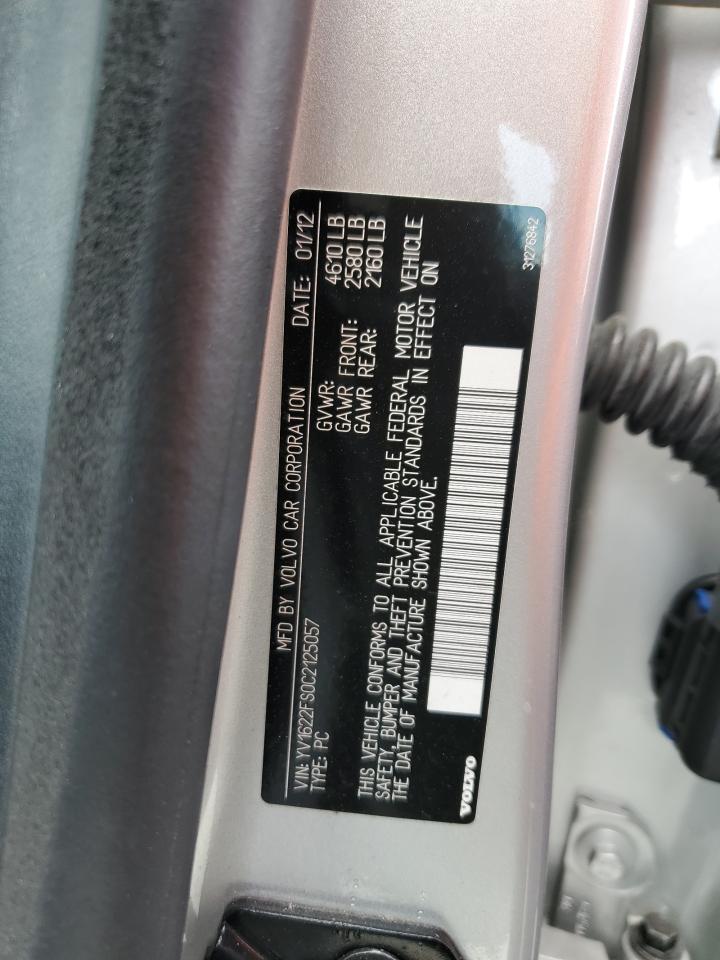 MFD BY VOLVO CAR CORPORATION DATE: 01/12
VIN: YV1622FS0C2125057
TYPE: PC
GVWR: 4610 LB
GAWR FRONT: 2580 LB
GAWR REAR: 2160 LB
THIS VEHICLE CONFORMS TO ALL APPLICABLE FEDERAL MOTOR VEHICLE
SAFETY, BUMPER AND THEFT PREVENTION STANDARDS IN EFFECT ON
THE DATE OF MANUFACTURE SHOWN ABOVE.
VOLVO
31276842